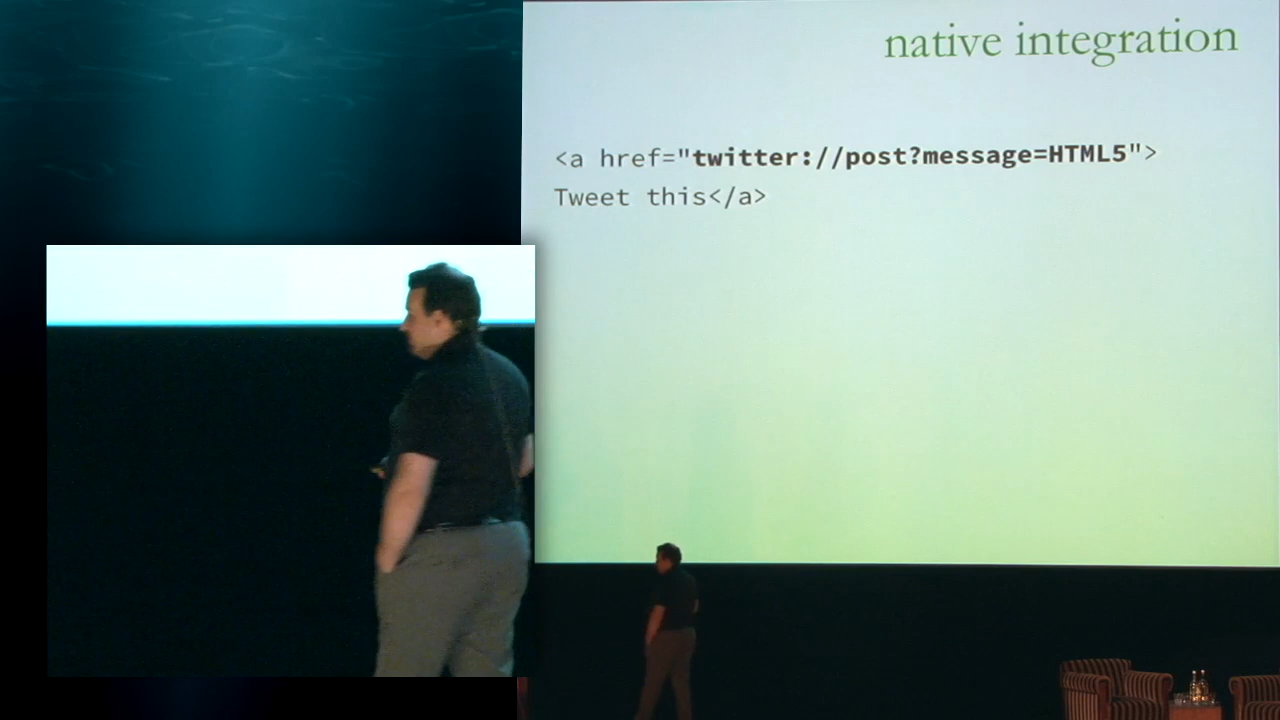 native integration
<a href="twitter://post?message=HTML5">
Tweet this</a>